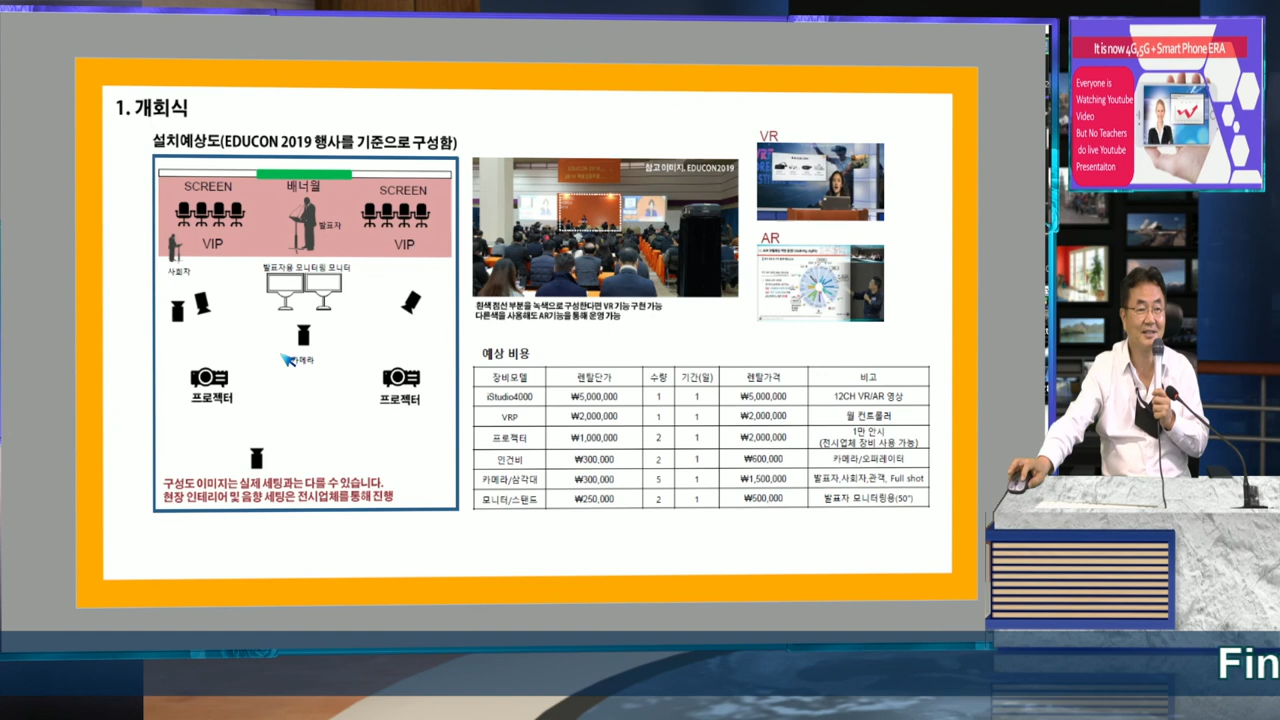 1. 개회식
설치예상도(EDUCON 2019 행사를 기준으로 구성함)
SCREEN
배너월
SCREEN
발표자
VIP
VIP
사회자
발표자용 모니터링 모니터
카메라
프로젝터
프로젝터
구성도 이미지는 실제 세팅과는 다를 수 있습니다.
현장 인테리어 및 음향 세팅은 전시업체를 통해 진행
참고 이미지, EDUCON2019
흰색 점선 부분을 녹색으로 구성한다면 VR 기능 구현 가능
다른색을 사용해도 AR기능을 통해 운영 가능
VR
AR
예상 비용
장비모델 렌탈단가 수량 기간(일) 렌탈가격 비고
iStudio4000 ₩5,000,000 1 1 ₩5,000,000 12CH VR/AR 영상
VRP ₩2,000,000 1 1 ₩2,000,000 월 컨트롤러
프로젝터 ₩1,000,000 2 1 ₩2,000,000 1만 안시
(전시업체 장비 사용 가능)
인건비 ₩300,000 2 1 ₩600,000 카메라/오퍼레이터
카메라/삼각대 ₩300,000 5 1 ₩1,500,000 발표자,사회자,관객, Full shot
모니터/스탠드 ₩250,000 2 1 ₩500,000 발표자 모니터링용(50")
It is now 4G,5G + Smart Phone ERA
Everyone is
Watching Youtube
Video
But No Teachers
do live Youtube
Presentaiton
Fin